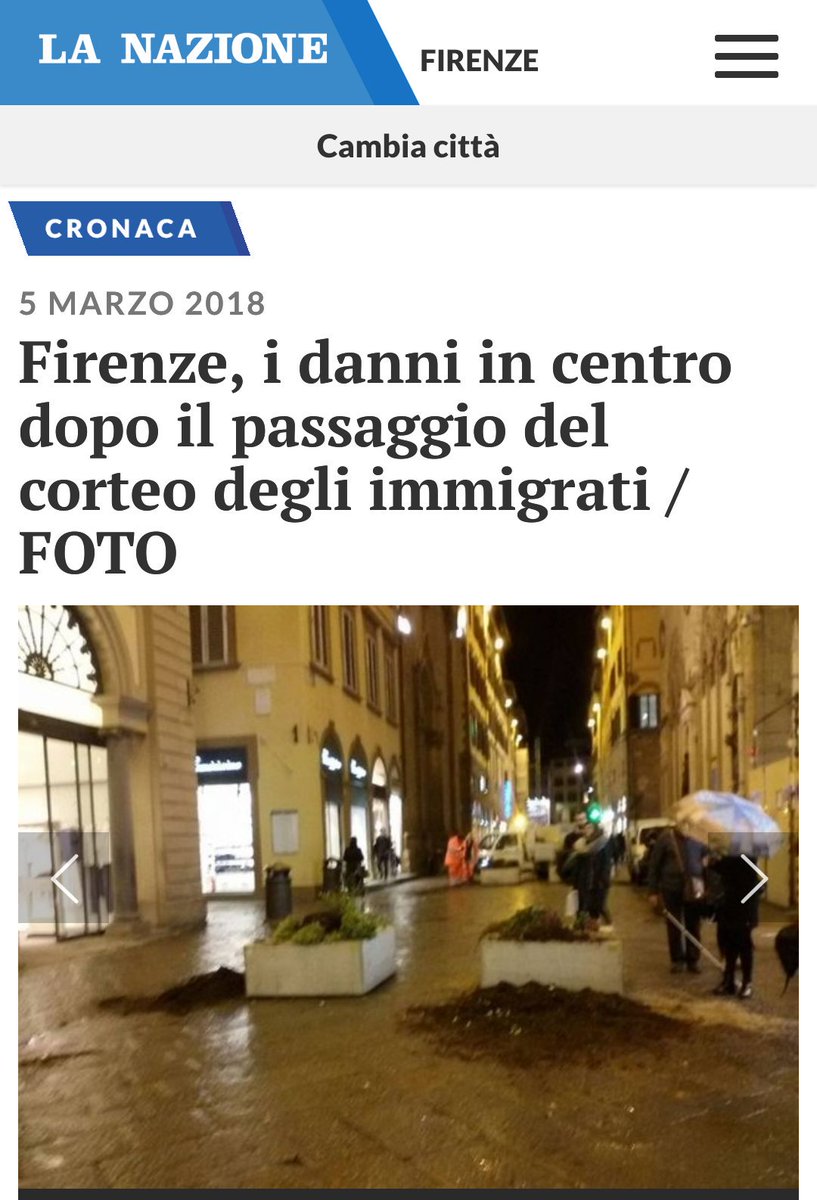 LA NAZIONE
FIRENZE
Cambia città
CRONACA
5 MARZO 2018
Firenze, i danni in centro
dopo il passaggio del
corteo degli immigrati /
FOTO